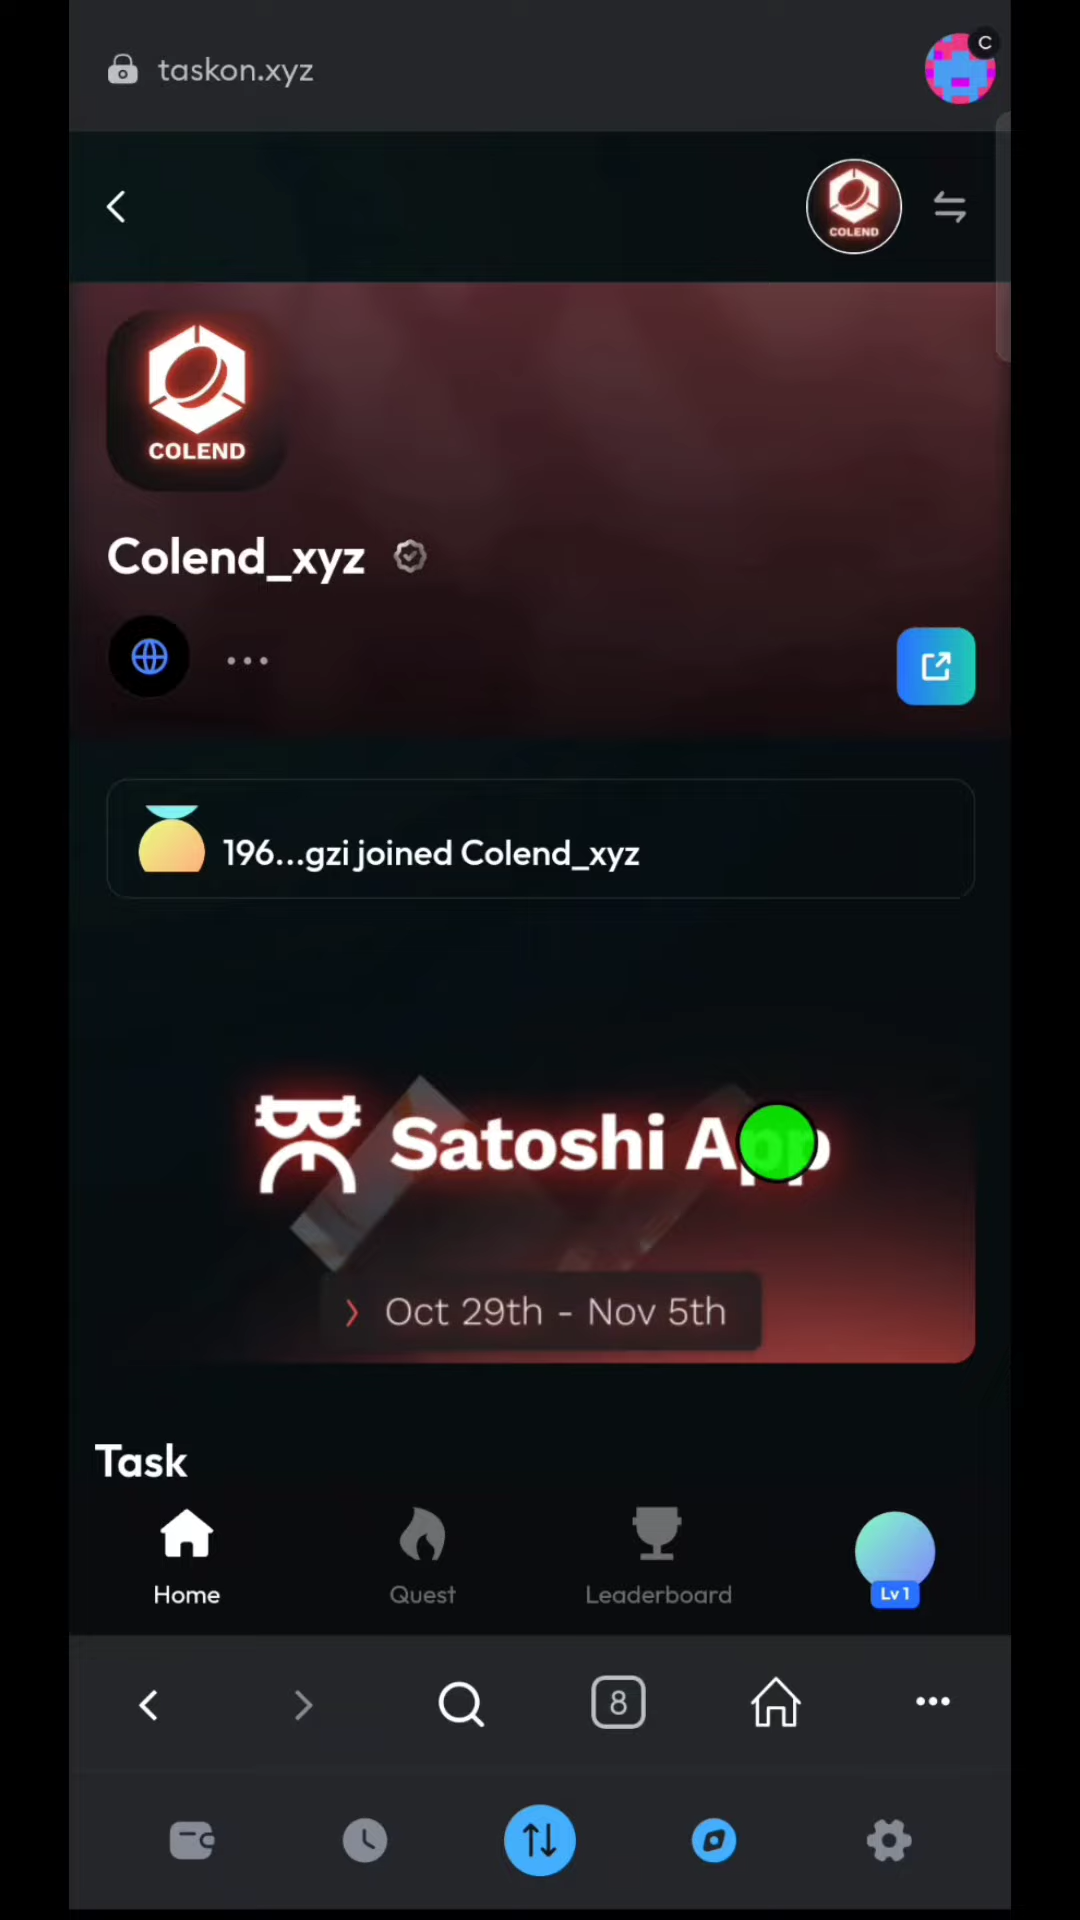 taskon.xyz
C
COLEND
COLEND
Colend_xyz
196...gzi joined Colend_xyz
Satoshi App
Oct 29th - Nov 5th
Task
Home
Quest
Leaderboard
Lv 1
8